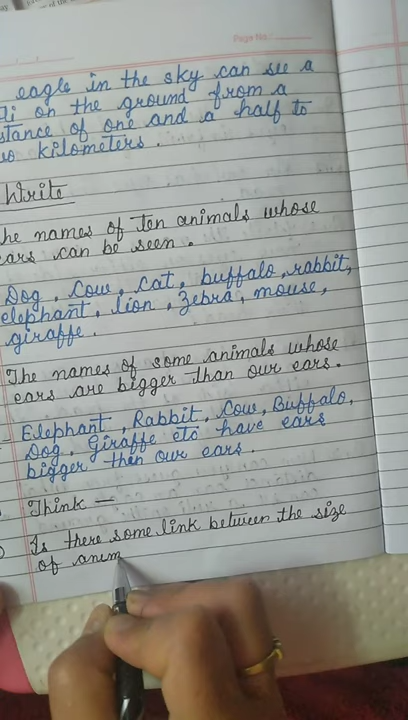 Page No.:
eagle in the sky can see a
on the ground from a
stance of one and a half to
kilometers.
Write
he names of Ten animals whose
ears can be seen.
Dog, Cow, Cat, buffalo, rabbit,
elephant, lion, Zebra, mouse,
giraffe.
The names of some animals whose
ears are bigger than our ears.
- Elephant, Rabbit, Cow, Buffalo,
Dog, Giraffe etc have ears
bigger then our ears.
Think —
Is there some link between the size
of anim